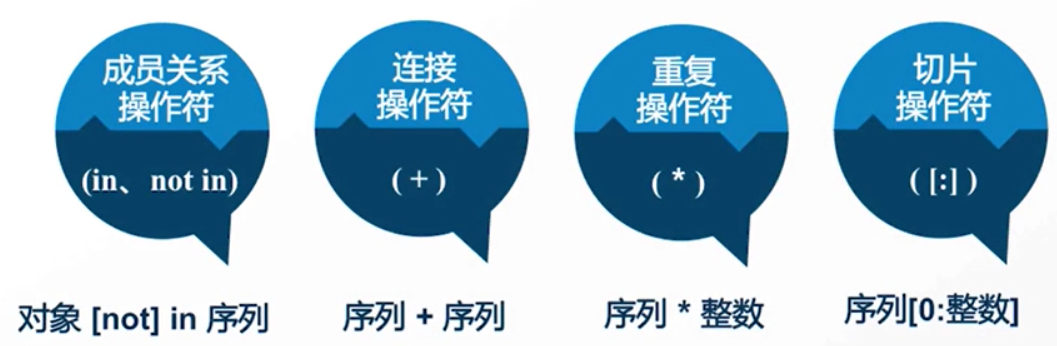 成员关系
操作符
(in、not in)
对象 [not] in 序列
连接
操作符
( + )
序列 + 序列
重复
操作符
( * )
序列 * 整数
切片
操作符
( [:] )
序列[0:整数]